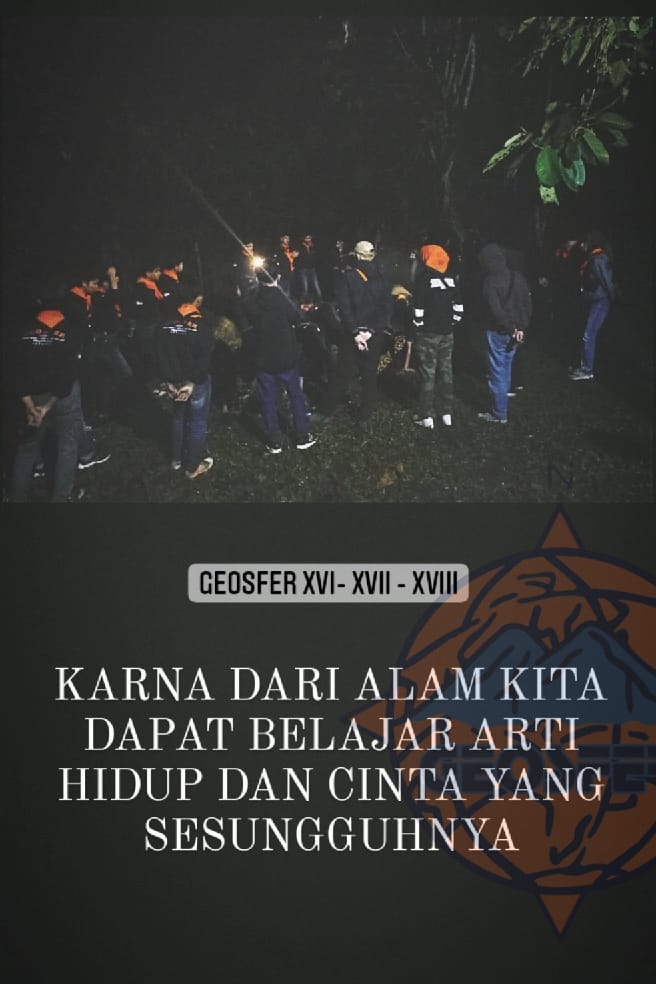 N
GEOSFER XVI- XVII - XVIII
KARNA DARI ALAM KITA
DAPAT BELAJAR ARTI
HIDUP DAN CINTA YANG
SESUNGGUHNYA